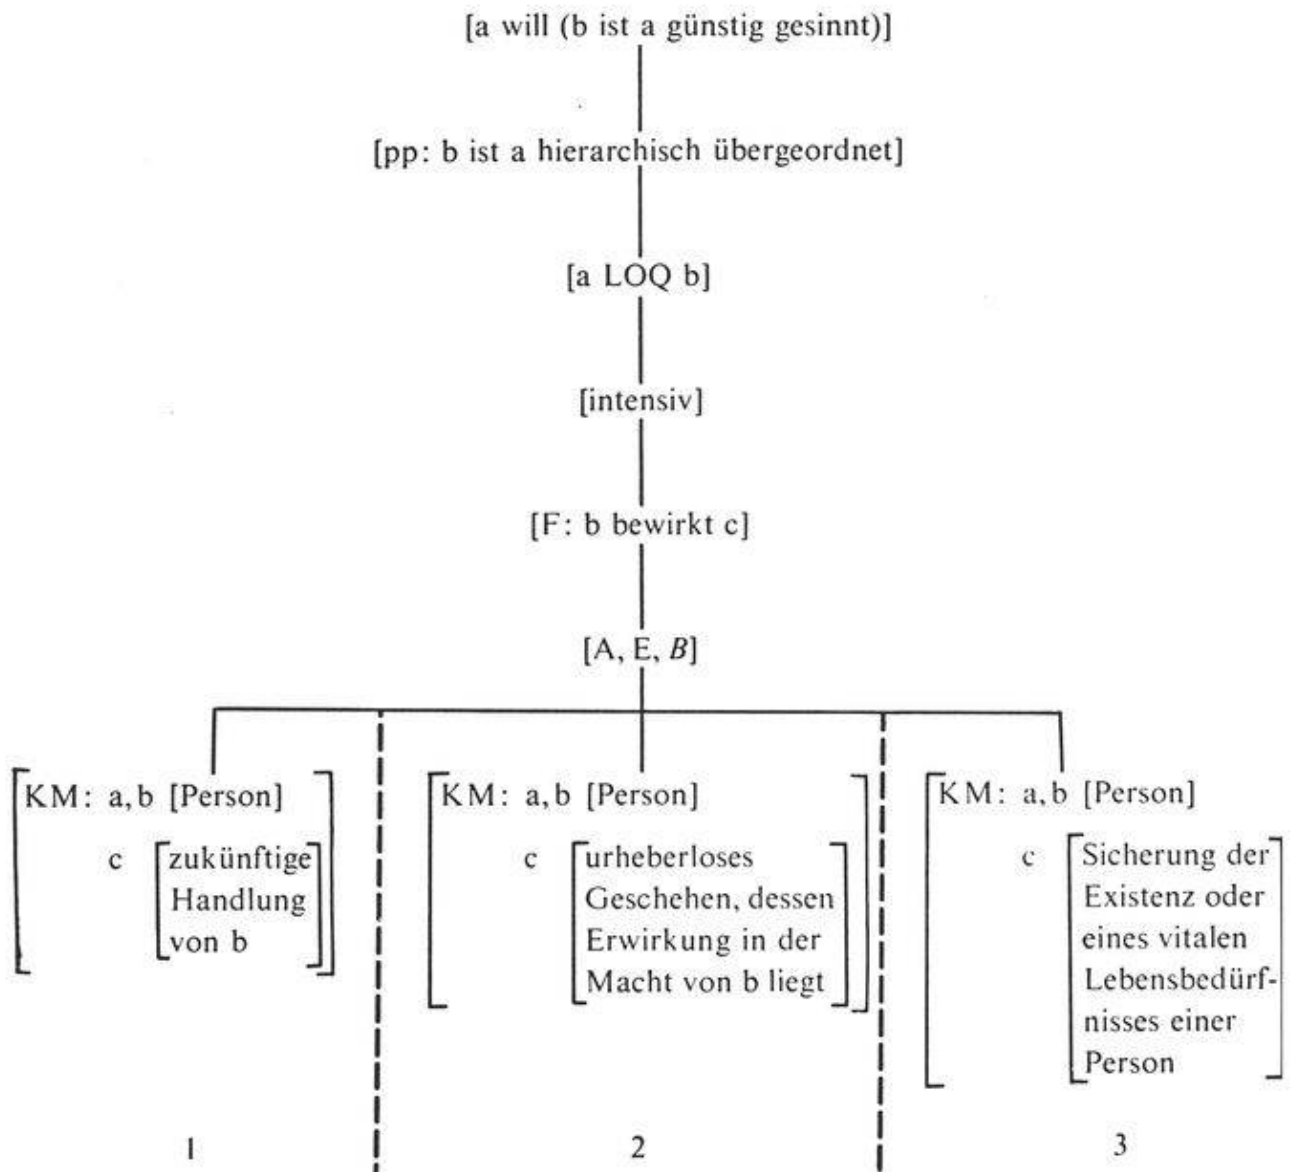 [a will (b ist a günstig gesinnt)]
[pp: b ist a hierarchisch übergeordnet]
[a LOQ b]
[intensiv]
[F: b bewirkt c]
[A, E, B]
KM: a, b [Person]
c [zukünftige
Handlung
von b]
KM: a, b [Person]
c [urheberloses
Geschehen, dessen
Erwirkung in der
Macht von b liegt]
KM: a, b [Person]
c [Sicherung der
Existenz oder
eines vitalen
Lebensbedürf-
nisses einer
Person]
1
2
3